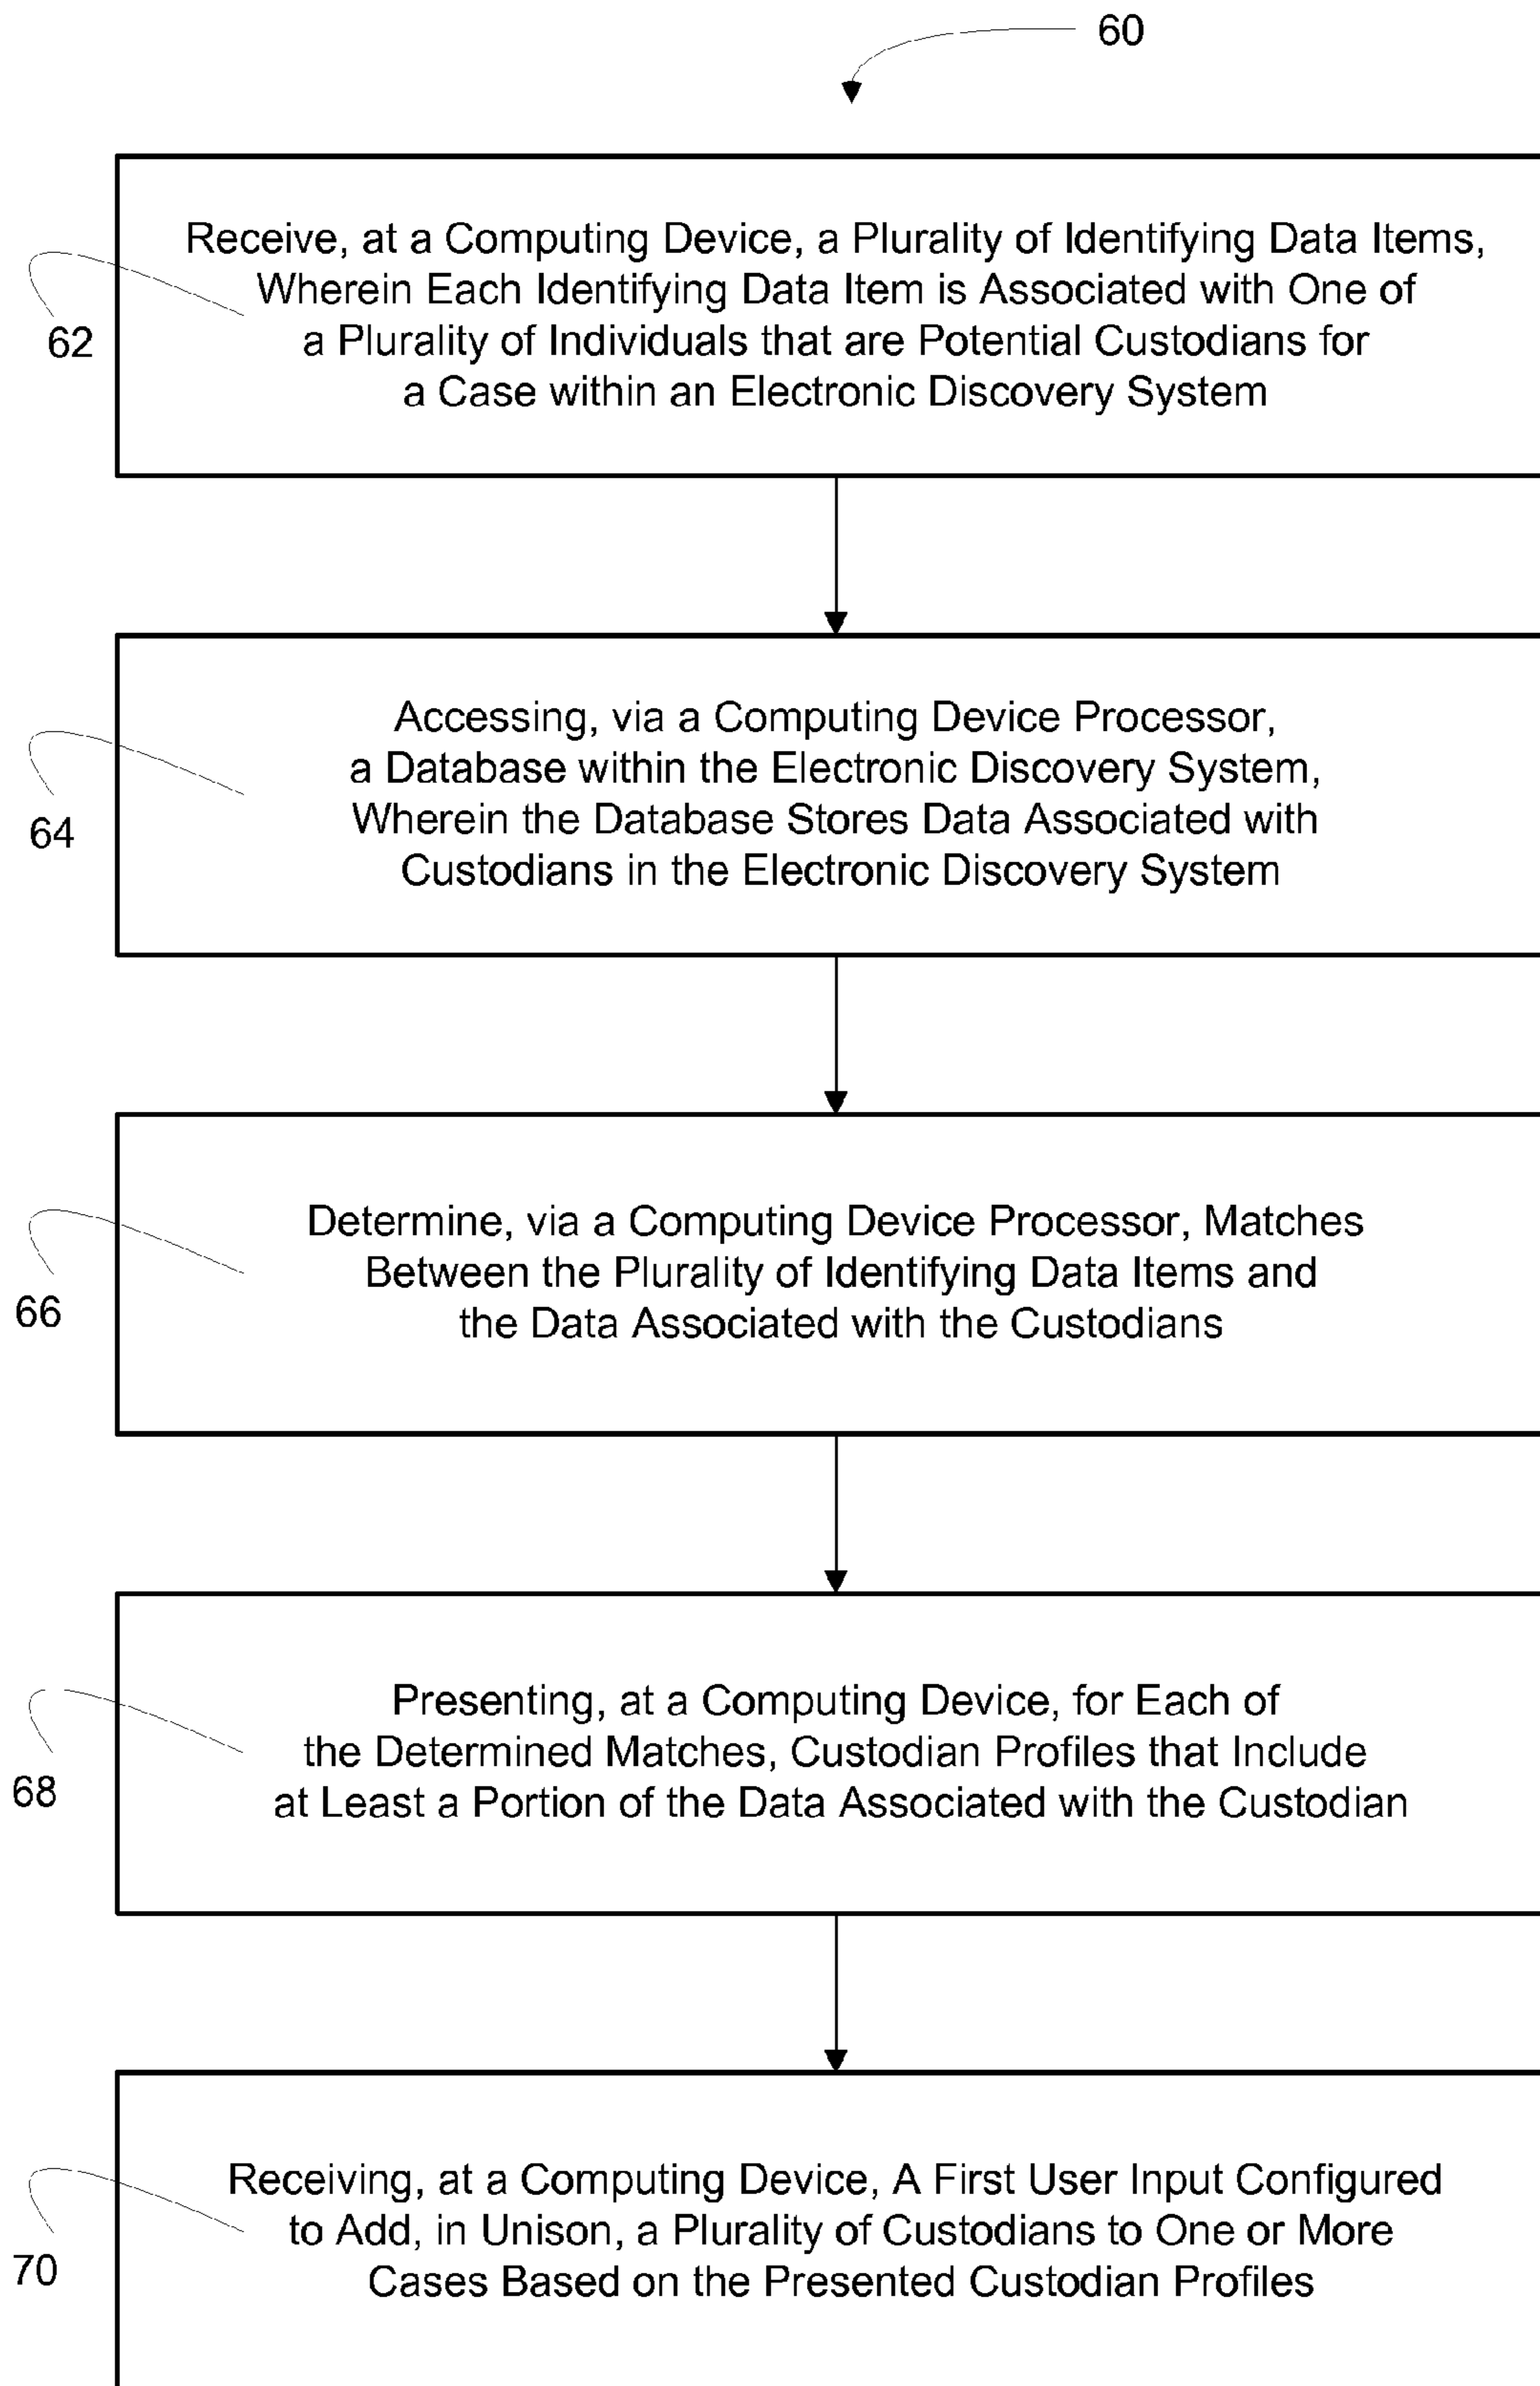 60
Receive, at a Computing Device, a Plurality of Identifying Data Items,
Wherein Each Identifying Data Item is Associated with One of
a Plurality of Individuals that are Potential Custodians for
a Case within an Electronic Discovery System
62
Accessing, via a Computing Device Processor,
a Database within the Electronic Discovery System,
Wherein the Database Stores Data Associated with
Custodians in the Electronic Discovery System
64
Determine, via a Computing Device Processor, Matches
Between the Plurality of Identifying Data Items and
the Data Associated with the Custodians
66
Presenting, at a Computing Device, for Each of
the Determined Matches, Custodian Profiles that Include
at Least a Portion of the Data Associated with the Custodian
68
Receiving, at a Computing Device, A First User Input Configured
to Add, in Unison, a Plurality of Custodians to One or More
Cases Based on the Presented Custodian Profiles
70